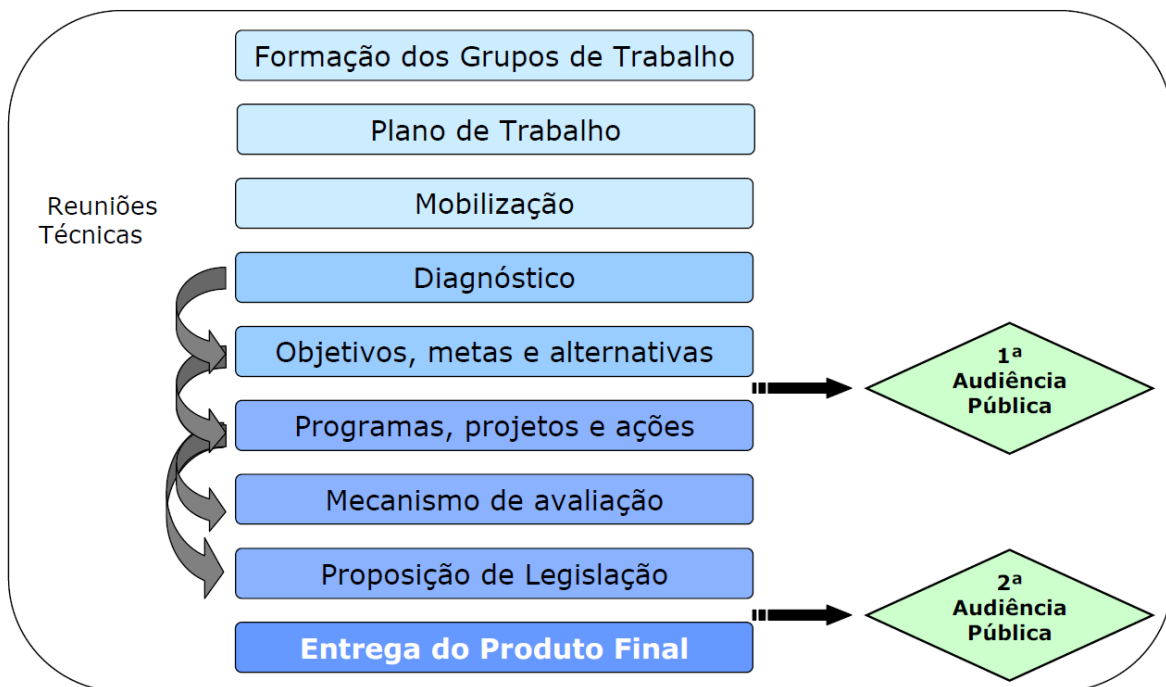 Formação dos Grupos de Trabalho
Plano de Trabalho
Mobilização
Reuniões
Técnicas
Diagnóstico
Objetivos, metas e alternativas
1ª
Audiência
Pública
Programas, projetos e ações
Mecanismo de avaliação
Proposição de Legislação
2ª
Audiência
Pública
Entrega do Produto Final